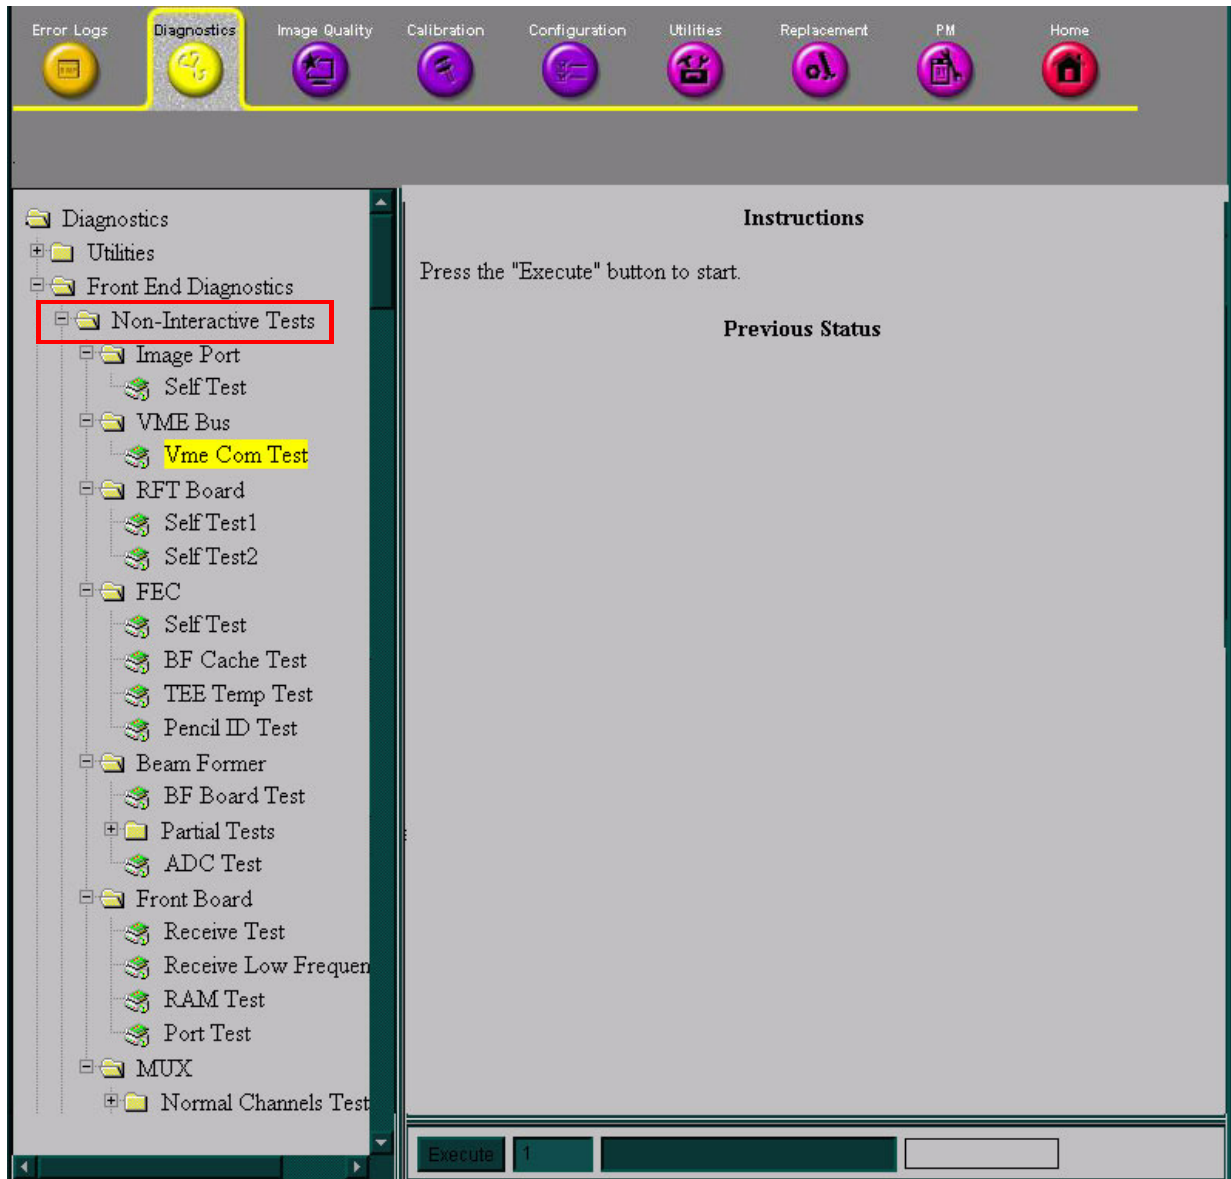 Error Logs Diagnostics Image Quality Calibration Configuration Utilities Replacement PM Home
Diagnostics
Utilities
Front End Diagnostics
Non-Interactive Tests
Image Port
Self Test
VME Bus
Vme Com Test
RFT Board
Self Test1
Self Test2
FEC
Self Test
BF Cache Test
TEE Temp Test
Pencil ID Test
Beam Former
BF Board Test
Partial Tests
ADC Test
Front Board
Receive Test
Receive Low Frequen
RAM Test
Port Test
MUX
Normal Channels Test
Instructions
Press the "Execute" button to start.
Previous Status
Execute 1